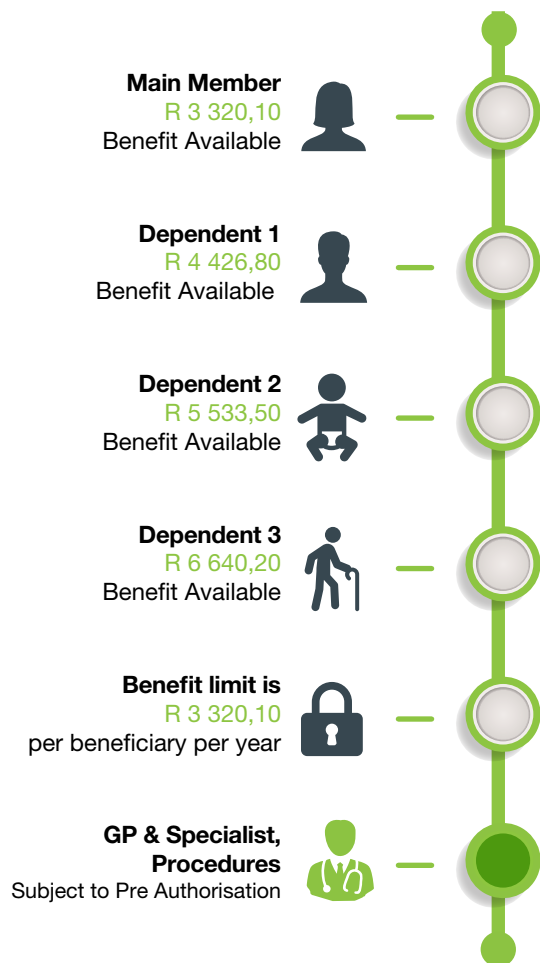 Main Member
R 3 320,10
Benefit Available
Dependent 1
R 4 426,80
Benefit Available
Dependent 2
R 5 533,50
Benefit Available
Dependent 3
R 6 640,20
Benefit Available
Benefit limit is
R 3 320,10
per beneficiary per year
GP & Specialist,
Procedures
Subject to Pre Authorisation